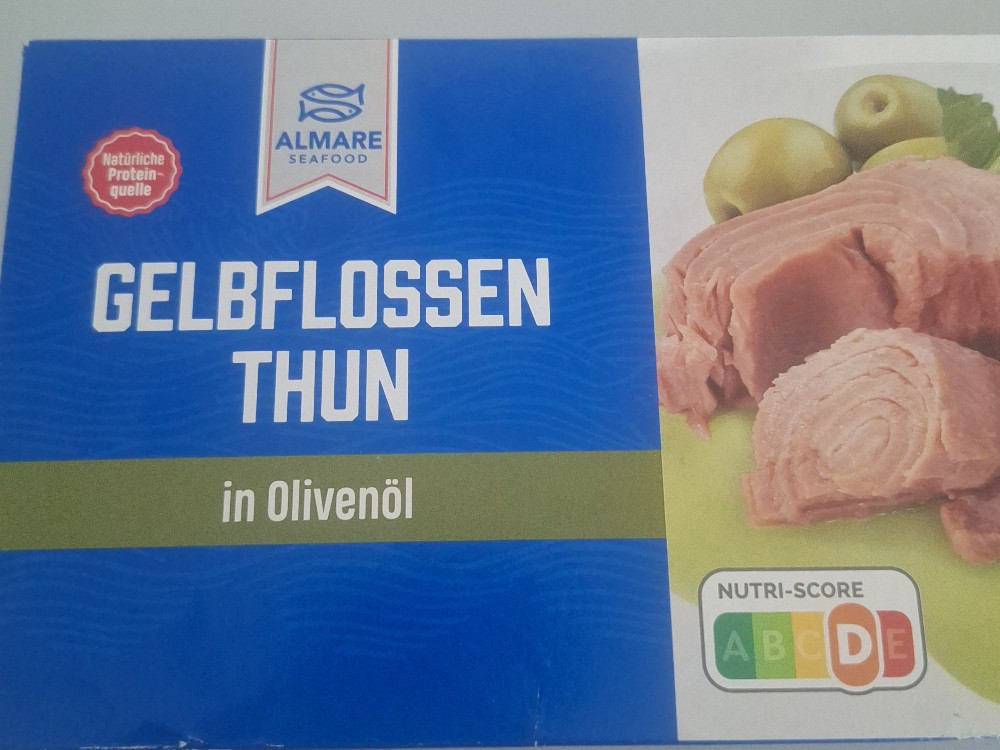 ALMARE
SEAFOOD
Natürliche
Protein-
quelle
GELBFLOSSEN
THUN
in Olivenöl
NUTRI-SCORE
A B C D E